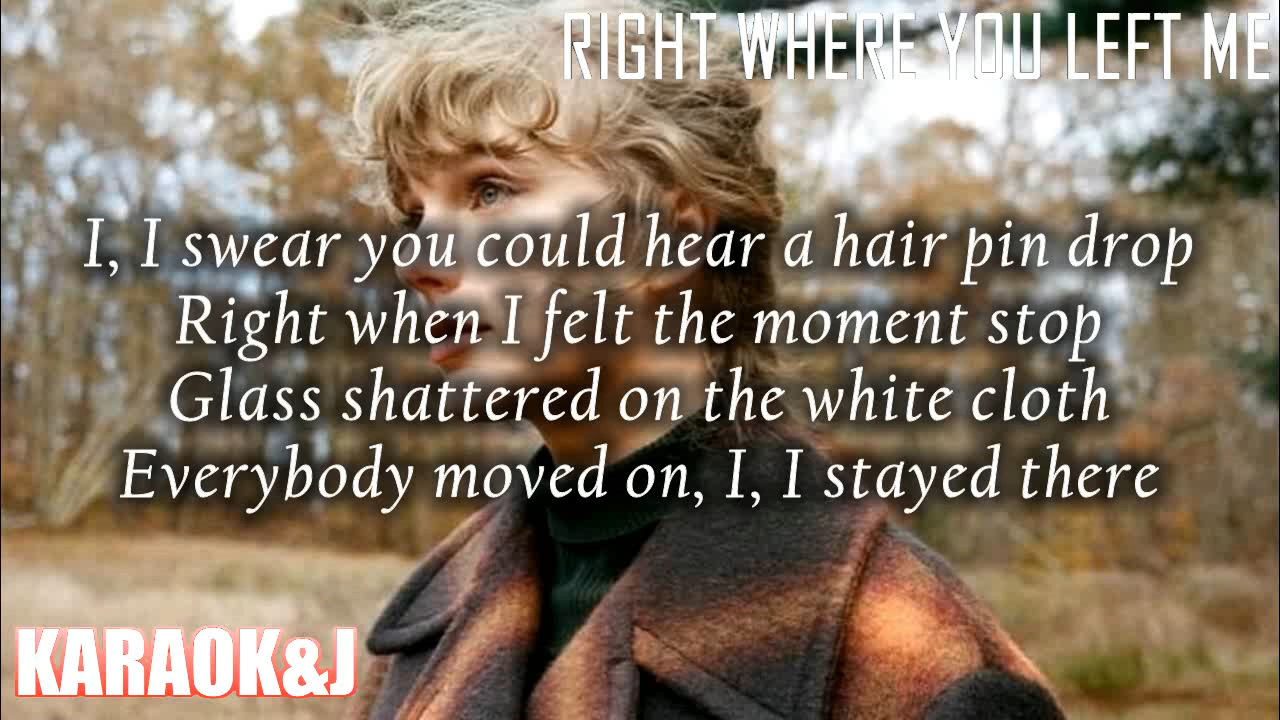 RIGHT WHERE YOU LEFT ME
I, I swear you could hear a hair pin drop
Right when I felt the moment stop
Glass shattered on the white cloth
Everybody moved on, I, I stayed there
KARAOK&J